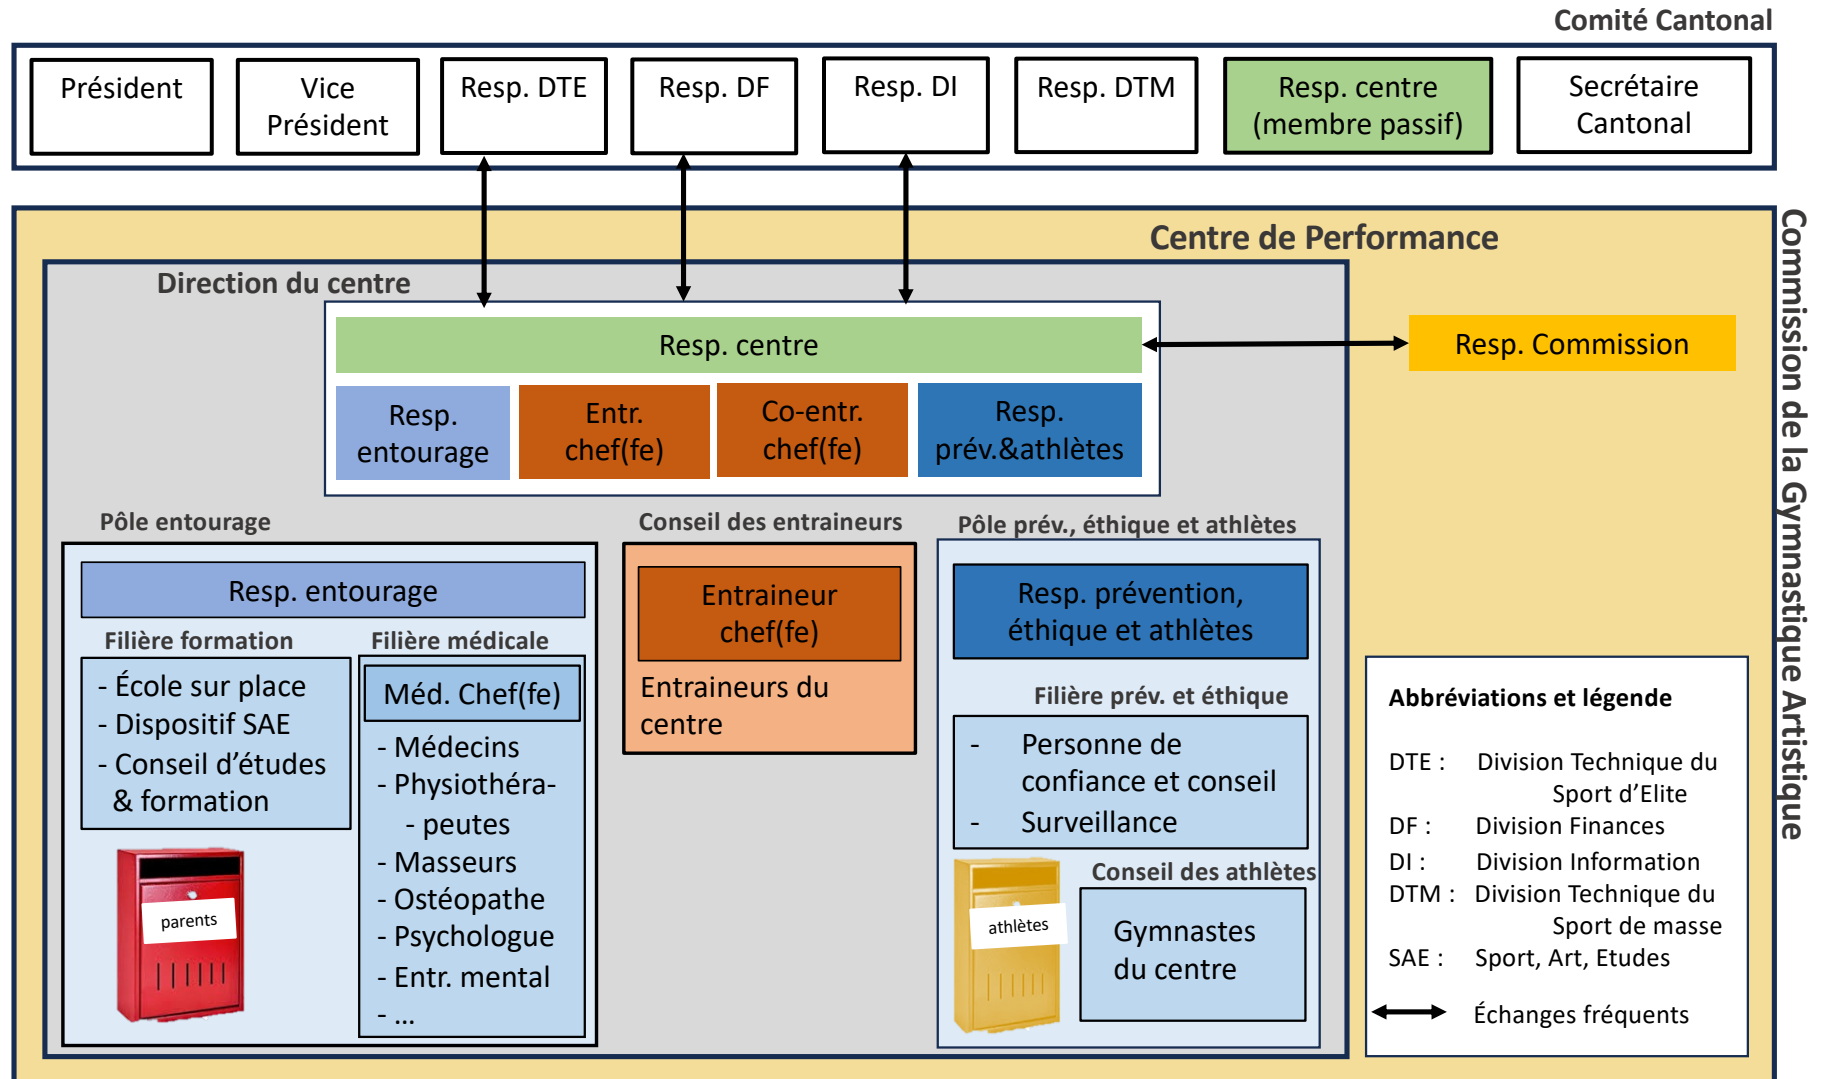 Comité Cantonal
Président
Vice
Président
Resp. DTE
Resp. DF
Resp. DI
Resp. DTM
Resp. centre
(membre passif)
Secrétaire
Cantonal
Commission de la Gymnastique Artistique
Centre de Performance
Direction du centre
Resp. centre
Resp. Commission
Resp.
entourage
Entr.
chef(fe)
Co-entr.
chef(fe)
Resp.
prév.&athlètes
Pôle entourage
Resp. entourage
Filière formation
- École sur place
- Dispositif SAE
- Conseil d’études
& formation
parents
Filière médicale
Méd. Chef(fe)
- Médecins
- Physiothéra-
- peutes
- Masseurs
- Ostéopathe
- Psychologue
- Entr. mental
- ...
Conseil des entraineurs
Entraineur
chef(fe)
Entraineurs du
centre
Pôle prév., éthique et athlètes
Resp. prévention,
éthique et athlètes
Filière prév. et éthique
- Personne de
confiance et conseil
- Surveillance
athlètes
Conseil des athlètes
Gymnastes
du centre
Abbréviations et légende
DTE : Division Technique du
Sport d’Elite
DF : Division Finances
DI : Division Information
DTM : Division Technique du
Sport de masse
SAE : Sport, Art, Etudes
Échanges fréquents